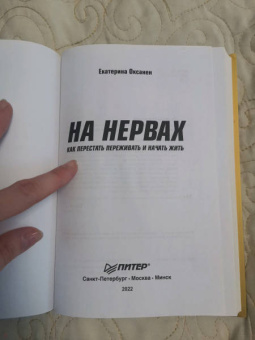 Екатерина Оксанен
НА НЕРВАХ
КАК ПЕРЕСТАТЬ ПЕРЕЖИВАТЬ И НАЧАТЬ ЖИТЬ
ПИТЕР®
Санкт-Петербург · Москва · Минск
2022